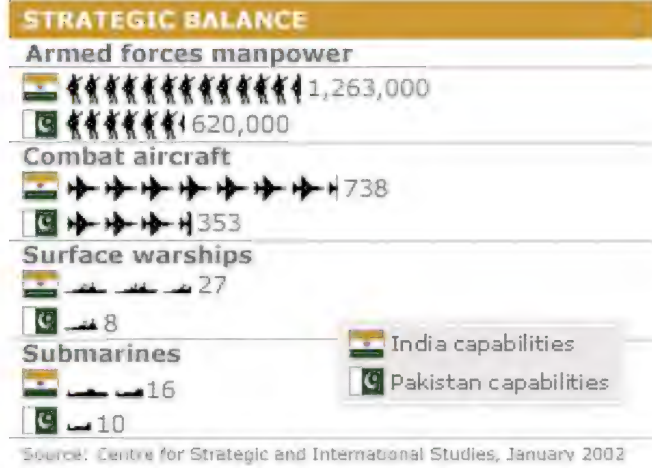 STRATEGIC BALANCE
Armed forces manpower
1,263,000
620,000
Combat aircraft
738
353
Surface warships
27
8
Submarines
16
10
India capabilities
Pakistan capabilities
Source: Centre for Strategic and International Studies, January 2002